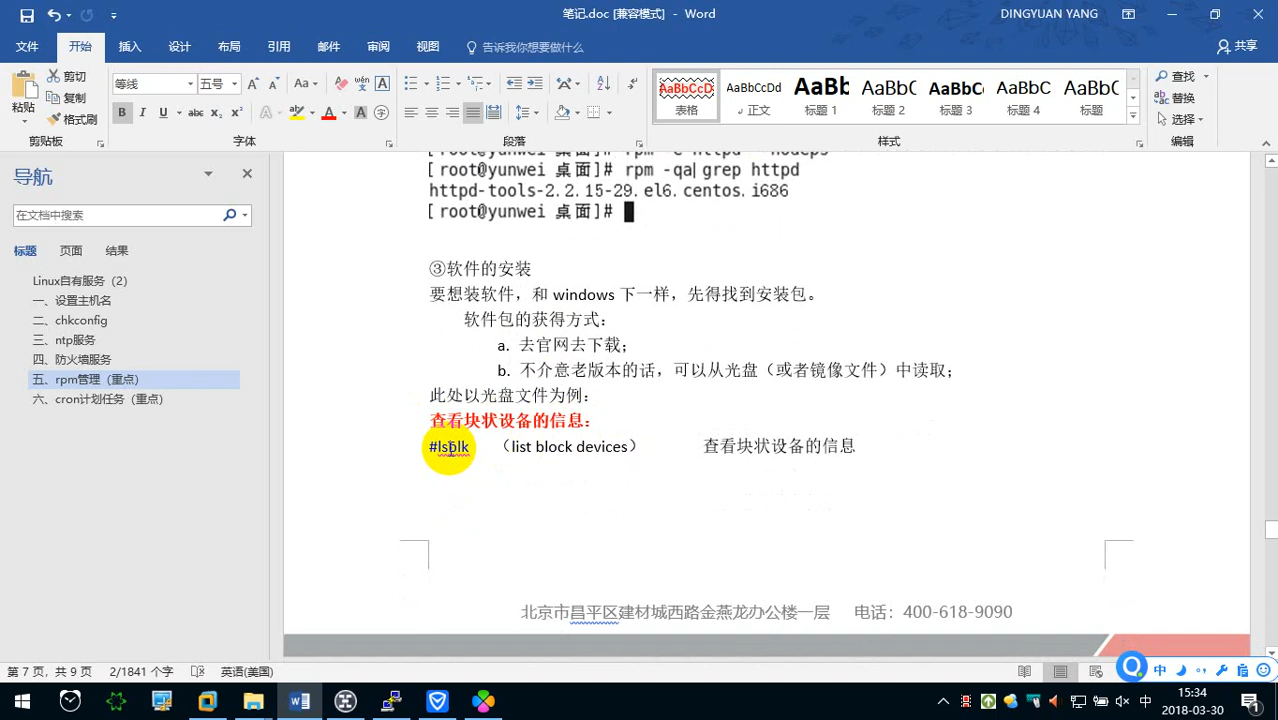 笔记.doc [兼容模式] - Word
DINGYUAN YANG
文件 开始 插入 设计 布局 引用 邮件 审阅 视图 告诉我你想要做什么 共享
粘贴 剪切 复制 格式刷
等线 五号
AaBbCcD AaBbCcDd AaBb AaBbC AaBbC AaBbC AaBbC
表格 正文 标题 1 标题 2 标题 3 标题 4 标题 5
查找 替换 选择
剪贴板 字体 段落 样式 编辑
导航
在文档中搜索
标题 页面 结果
Linux自有服务（2）
一、设置主机名
二、chkconfig
三、ntp服务
四、防火墙服务
五、rpm管理（重点）
六、cron计划任务（重点）
[root@yunwei 桌面]# rpm -e httpd --nodeps
[root@yunwei 桌面]# rpm -qa| grep httpd
httpd-tools-2.2.15-29.el6.centos.i686
[root@yunwei 桌面]#
③软件的安装
要想装软件，和 windows 下一样，先得找到安装包。
软件包的获得方式：
a. 去官网去下载；
b. 不介意老版本的话，可以从光盘（或者镜像文件）中读取；
此处以光盘文件为例：
查看块状设备的信息：
#lsblk （list block devices） 查看块状设备的信息
北京市昌平区建材城西路金燕龙办公楼一层 电话：400-618-9090
第 7 页，共 9 页 2/1841 个字 英语(美国)
中
中 15:34
2018-03-30
1